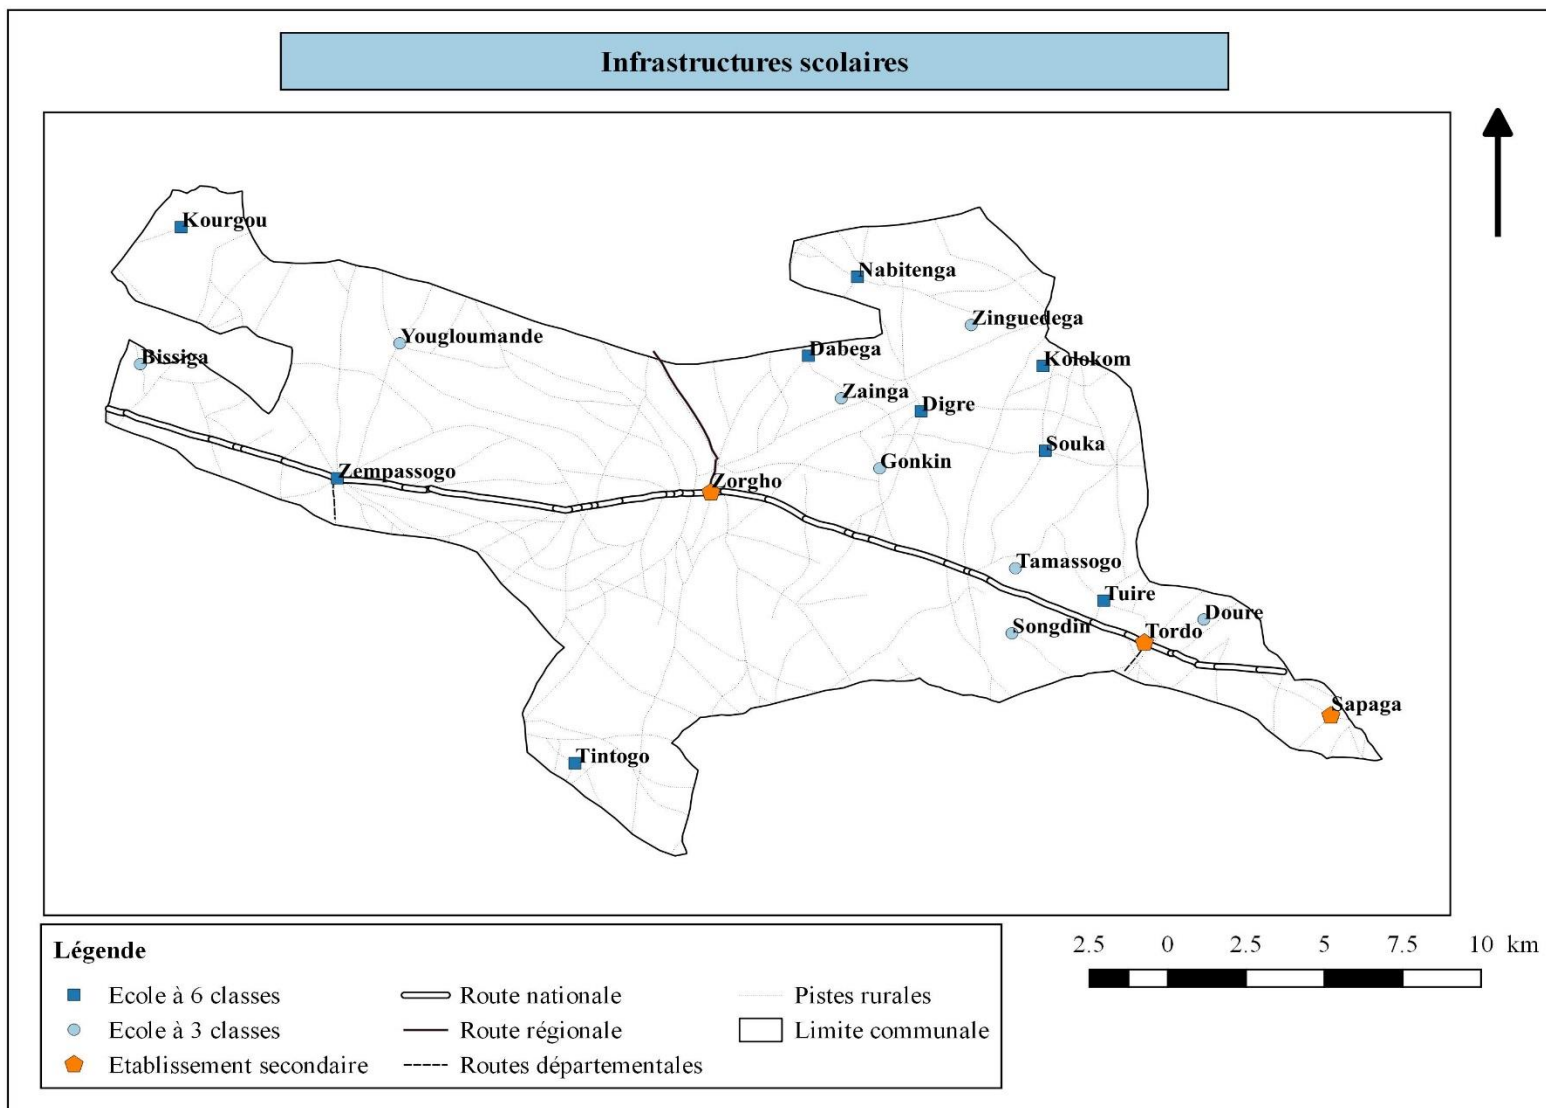 Infrastructures scolaires
Kourgou
Nabitenga
Zinguedega
Yougloumande
Dabega
Bissiga
Kolokom
Zainga
Digre
Souka
Gonkin
Zempassogo
Zorgho
Tamassogo
Tuire
Doure
Songdin
Tordo
Sapaga
Tintogo
Légende
Ecole à 6 classes
Ecole à 3 classes
Etablissement secondaire
Route nationale
Route régionale
Routes départementales
Pistes rurales
Limite communale
2.5 0 2.5 5 7.5 10 km